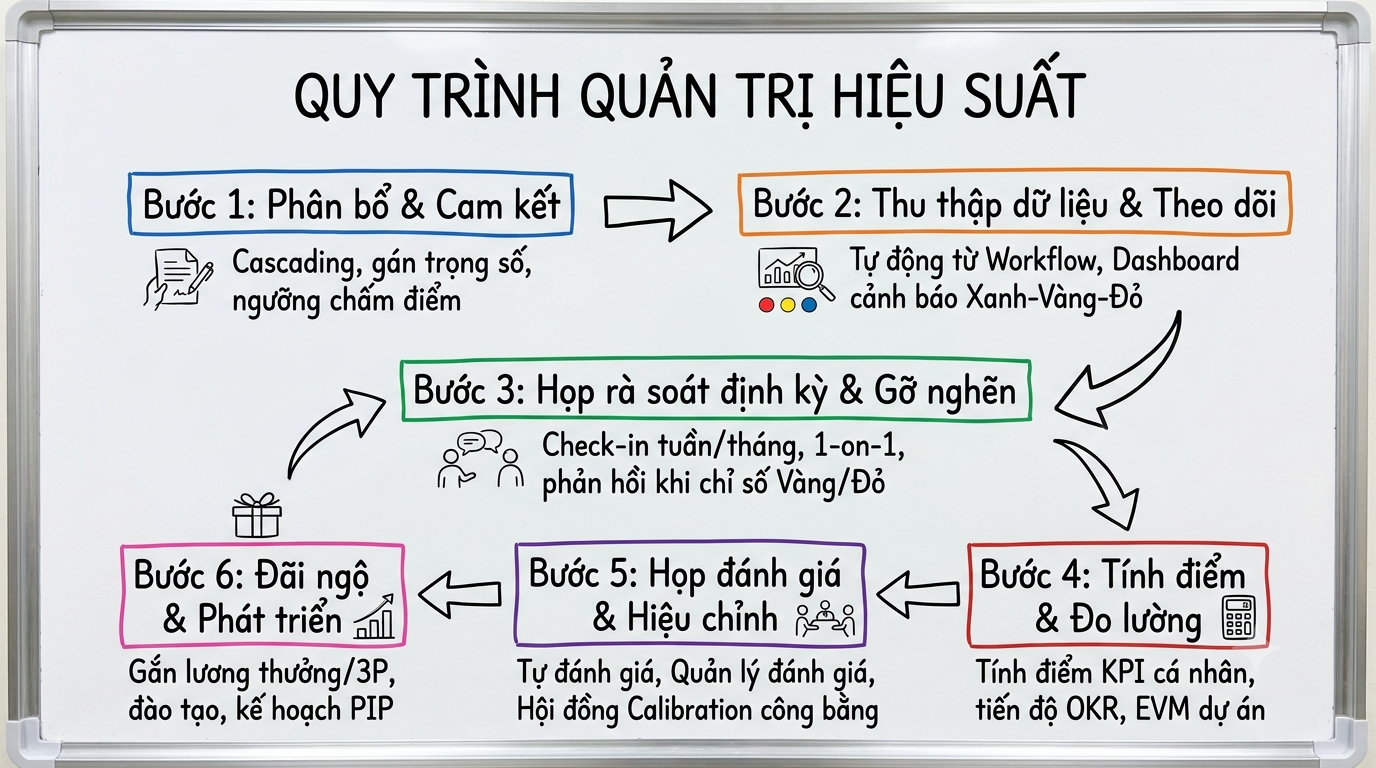 QUY TRÌNH QUẢN TRỊ HIỆU SUẤT
Bước 1: Phân bổ & Cam kết
Cascading, gán trọng số,
ngưỡng chấm điểm
Bước 2: Thu thập dữ liệu & Theo dõi
Tự động từ Workflow, Dashboard
cảnh báo Xanh-Vàng-Đỏ
Bước 3: Họp rà soát định kỳ & Gỡ nghẽn
Check-in tuần/tháng, 1-on-1,
phản hồi khi chỉ số Vàng/Đỏ
Bước 4: Tính điểm
& Đo lường
Tính điểm KPI cá nhân,
tiến độ OKR, EVM dự án
Bước 5: Họp đánh giá
& Hiệu chỉnh
Tự đánh giá, Quản lý đánh giá,
Hội đồng Calibration công bằng
Bước 6: Đãi ngộ
& Phát triển
Gắn lương thưởng/3P,
đào tạo, kế hoạch PIP